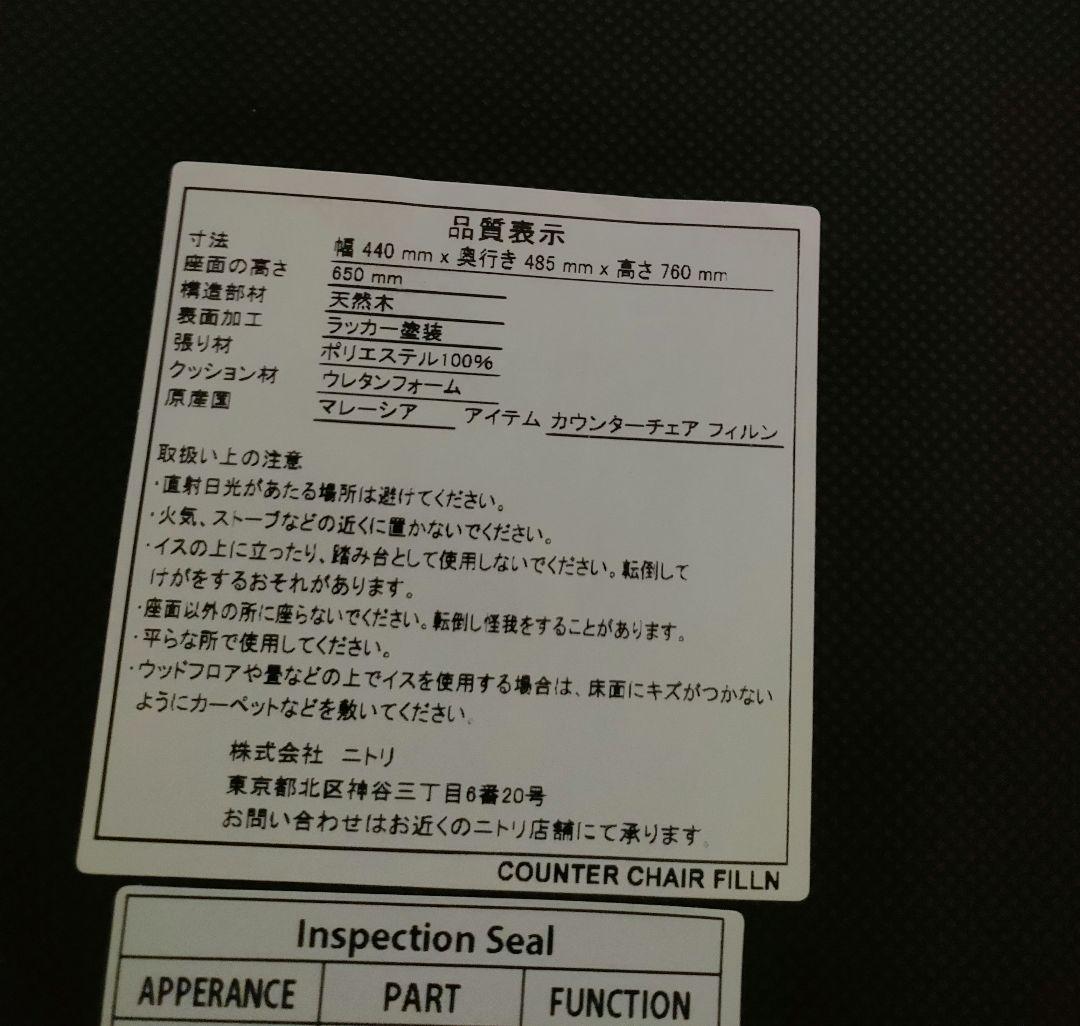 品質表示
寸法 幅 440 mm x 奥行き 485 mm x 高さ 760 mm
座面の高さ 650 mm
構造部材 天然木
表面加工 ラッカー塗装
張り材 ポリエステル100%
クッション材 ウレタンフォーム
原産国 マレーシア アイテム カウンターチェア フィルン
取扱い上の注意
・直射日光があたる場所は避けてください。
・火気、ストーブなどの近くに置かないでください。
・イスの上に立ったり、踏み台として使用しないでください。転倒して
けがをするおそれがあります。
・座面以外の所に座らないでください。転倒し怪我をすることがあります。
・平らな所で使用してください。
・ウッドフロアや畳などの上でイスを使用する場合は、床面にキズがつかない
ようにカーペットなどを敷いてください。
株式会社 ニトリ
東京都北区神谷三丁目6番20号
お問い合わせはお近くのニトリ店舗にて承ります。
COUNTER CHAIR FILLN
Inspection Seal
APPERANCE PART FUNCTION